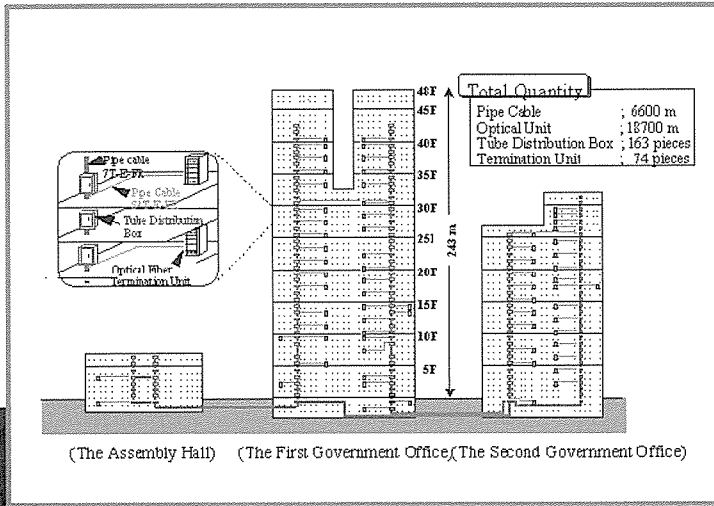 Total Quantity
Pipe Cable ; 6600 m
Optical Unit ; 18700 m
Tube Distribution Box ; 163 pieces
Termination Unit ; 74 pieces
48F
45F
40F
35F
30F
25F
20F
15F
10F
5F
243 m
Pipe cable
Pipe Cable
Tube Distribution
Box
Optical Fiber
Termination Unit
(The Assembly Hall)
(The First Government Office)
(The Second Government Office)